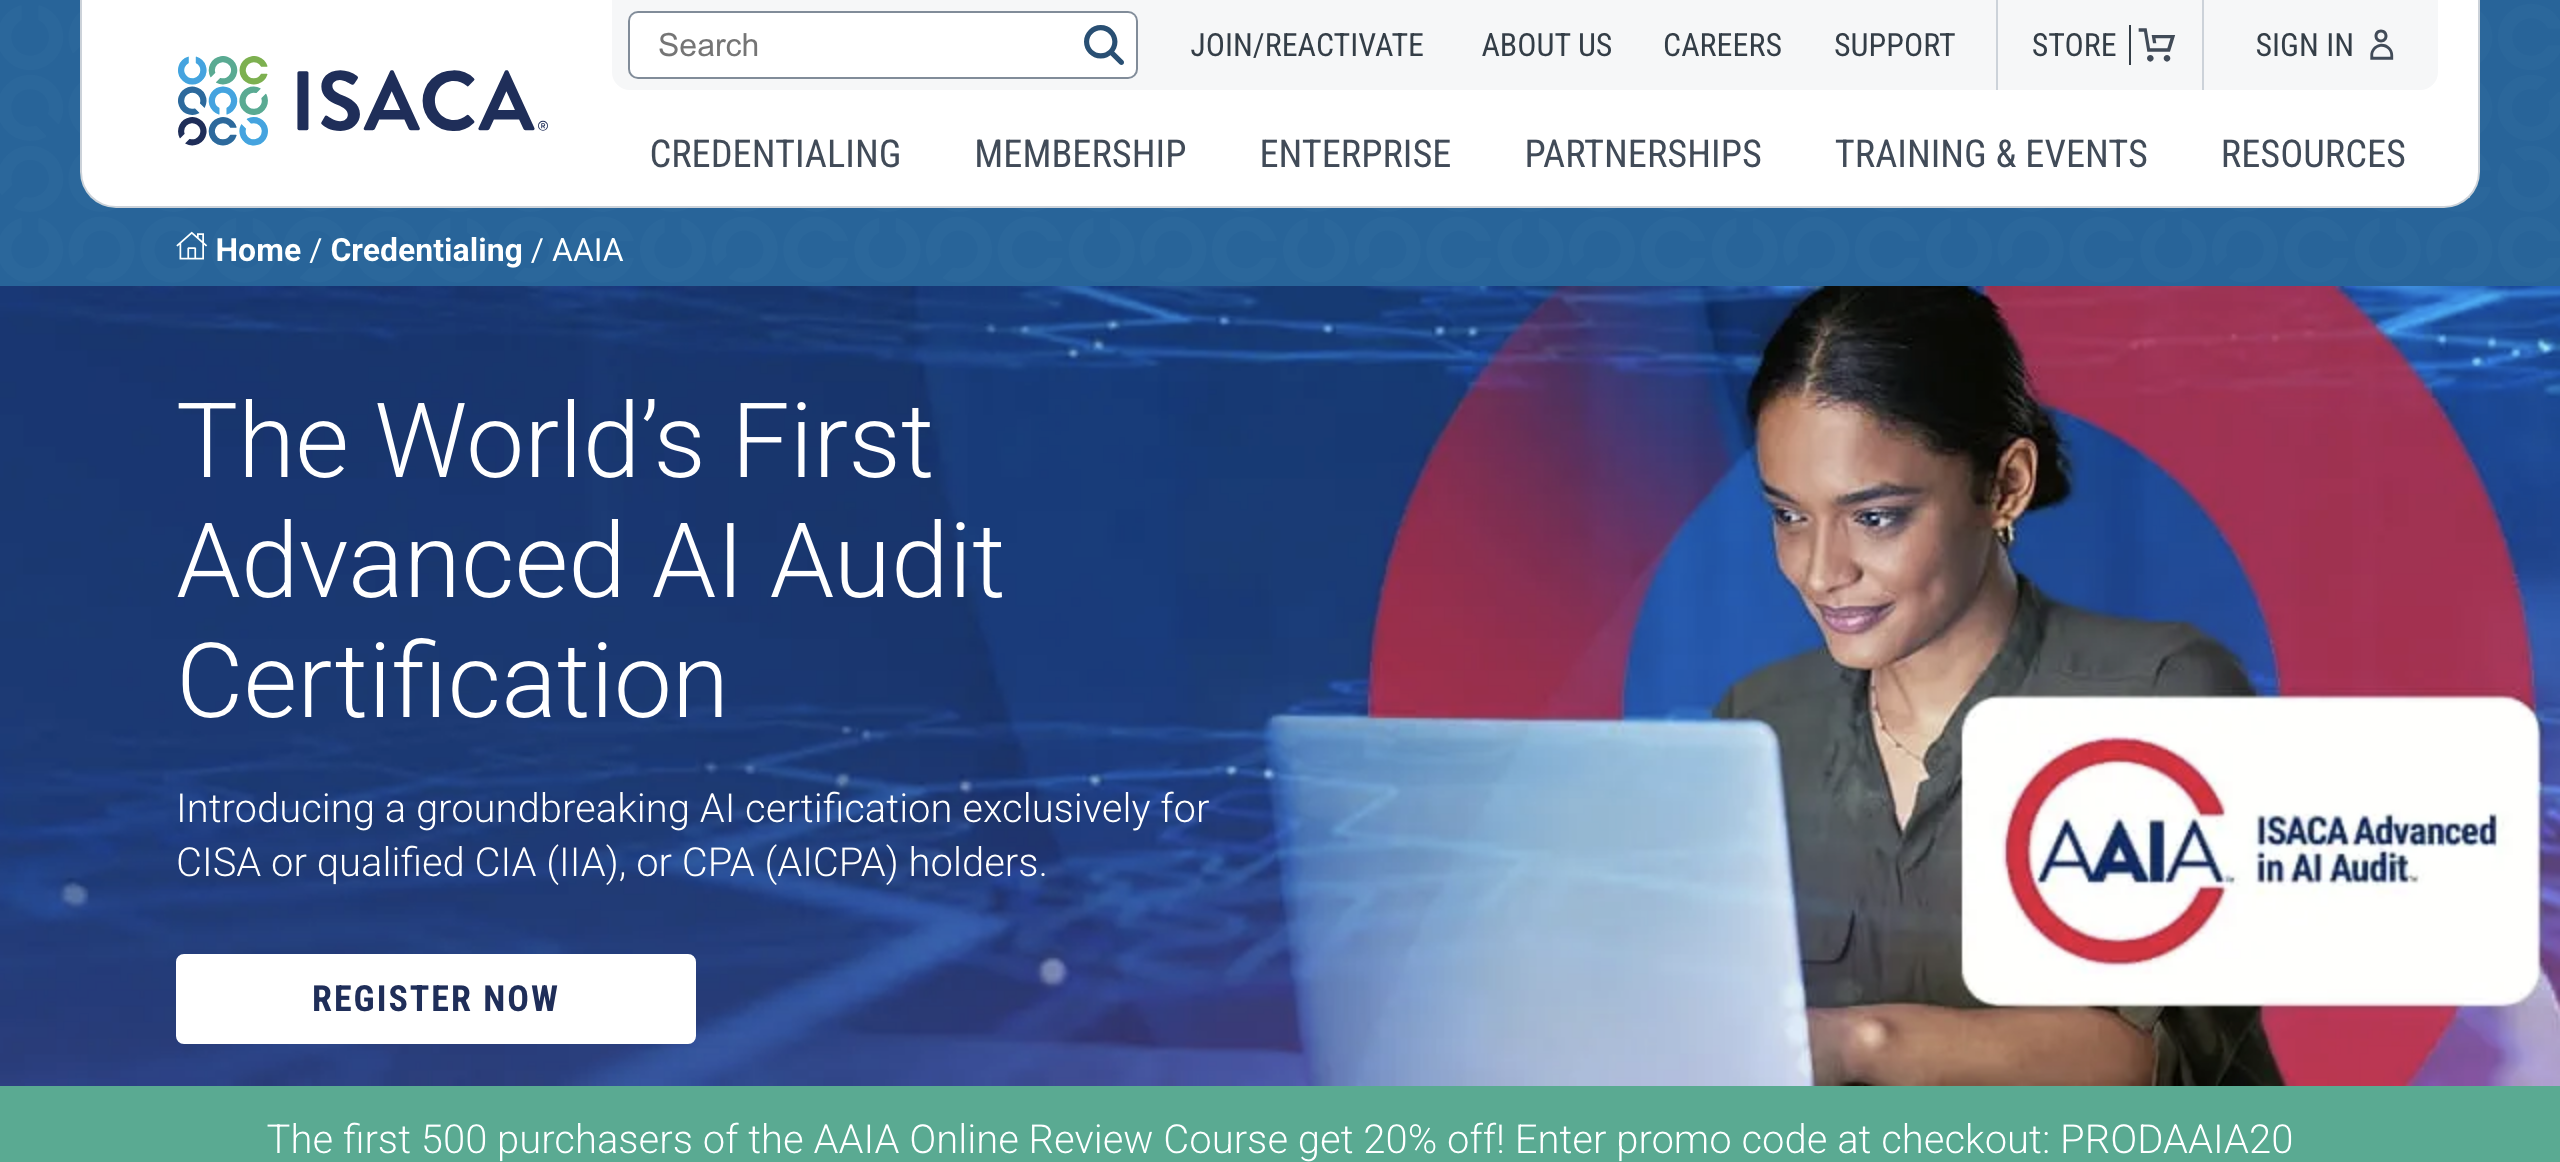 Search
JOIN/REACTIVATE
ABOUT US
CAREERS
SUPPORT
STORE
SIGN IN
ISACA®
CREDENTIALING
MEMBERSHIP
ENTERPRISE
PARTNERSHIPS
TRAINING & EVENTS
RESOURCES
Home / Credentialing / AAIA
The World’s First
Advanced AI Audit
Certification
Introducing a groundbreaking AI certification exclusively for
CISA or qualified CIA (IIA), or CPA (AICPA) holders.
REGISTER NOW
AAIA™
ISACA Advanced
in AI Audit™
The first 500 purchasers of the AAIA Online Review Course get 20% off! Enter promo code at checkout: PRODAAIA20